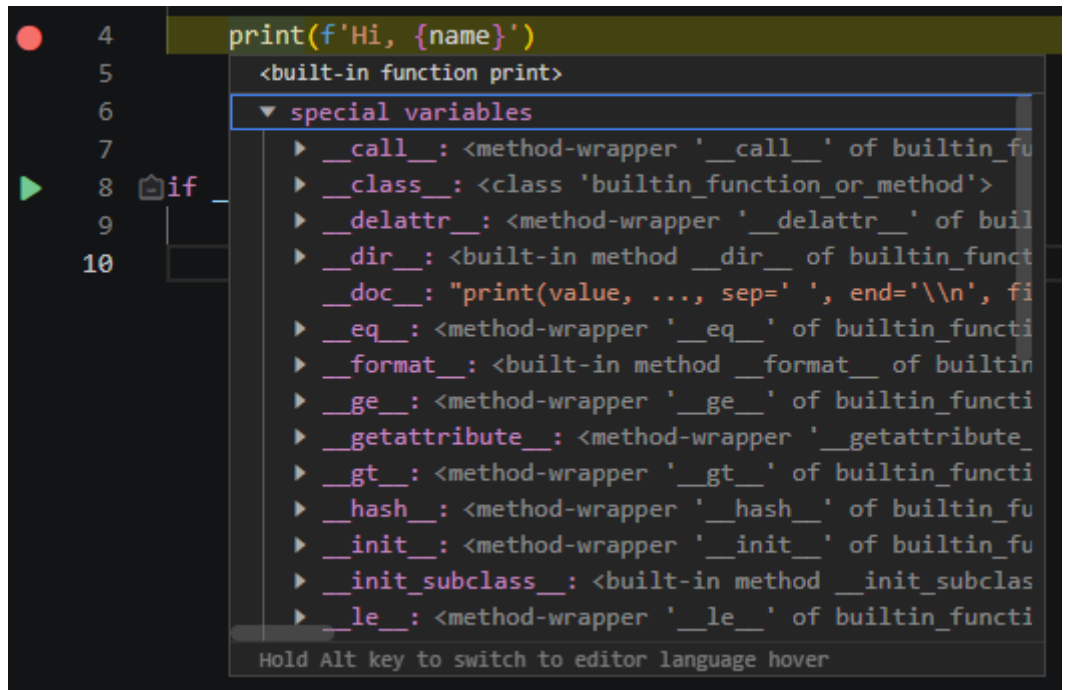 4 print(f'Hi, {name}')
5 <built-in function print>
6 special variables
7 __call__: <method-wrapper '__call__' of builtin_fu
8 if _ __class__: <class 'builtin_function_or_method'>
9 __delattr__: <method-wrapper '__delattr__' of buil
10 __dir__: <built-in method __dir__ of builtin_funct
__doc__: "print(value, ..., sep=' ', end='\\n', fi
__eq__: <method-wrapper '__eq__' of builtin_functi
__format__: <built-in method __format__ of builtin
__ge__: <method-wrapper '__ge__' of builtin_functi
__getattribute__: <method-wrapper '__getattribute_
__gt__: <method-wrapper '__gt__' of builtin_functi
__hash__: <method-wrapper '__hash__' of builtin_fu
__init__: <method-wrapper '__init__' of builtin_fu
__init_subclass__: <built-in method __init_subclas
__le__: <method-wrapper '__le__' of builtin_functi
Hold Alt key to switch to editor language hover